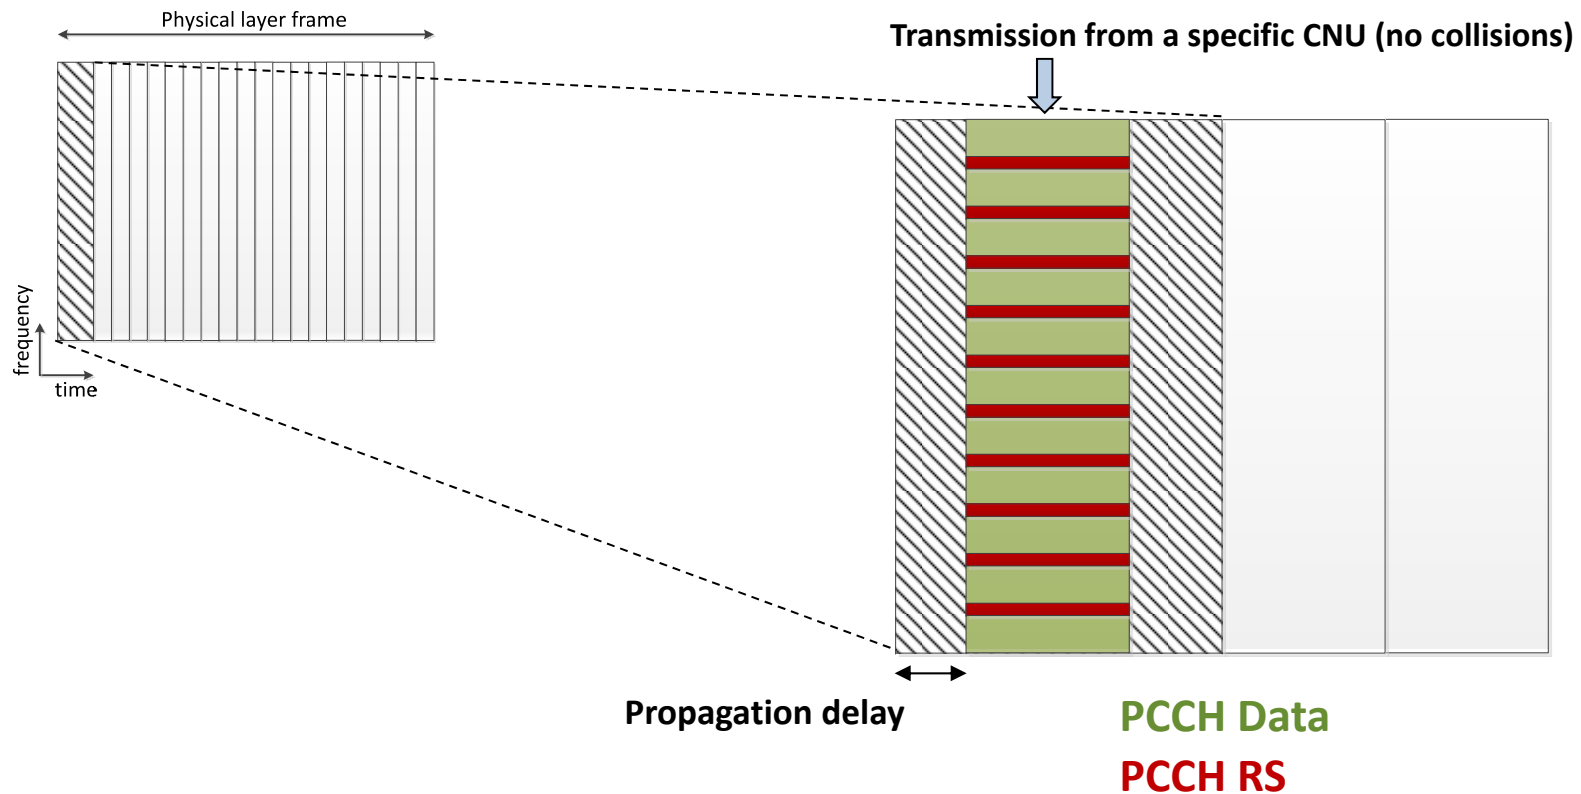 Physical layer frame
Transmission from a specific CNU (no collisions)
frequency
time
Propagation delay
PCCH Data
PCCH RS